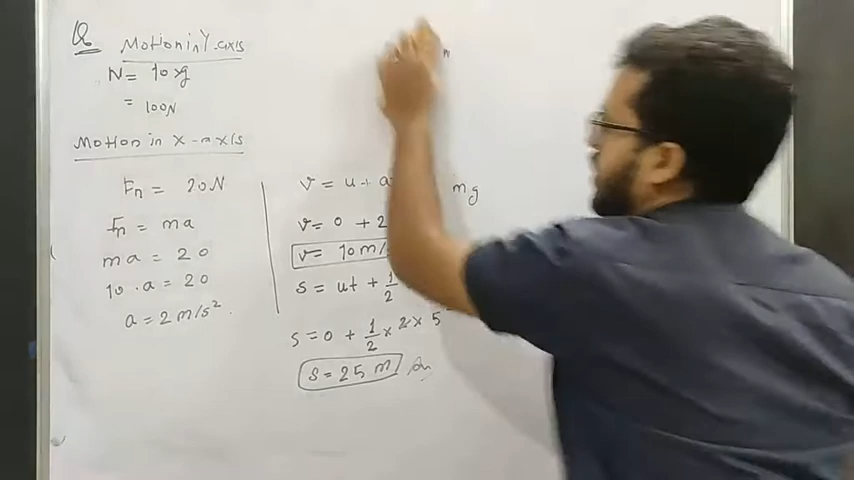 Q Motion in Y-axis
N = 10xg
= 100N
Motion in X-axis
Fn = 20N
Fn = ma
ma = 20
10 . a = 20
a = 2 m/s²
v = u + a
mg
v = 0 + 2
v = 10 m/
s = ut + 1/2
s = 0 + 1/2 x 2 x 5
s = 25 m